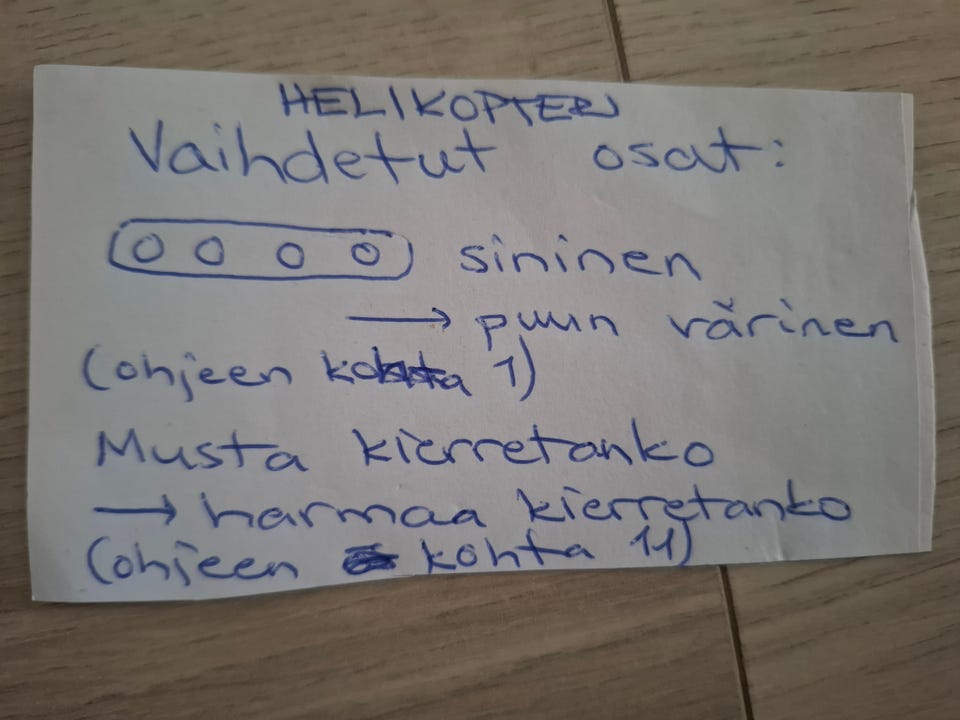 HELIKOPTERI
Vaihdetut osat:
sininen
→ puun värinen
(ohjeen kohta 1)
Musta kierretanko
→ harmaa kierretanko
(ohjeen kohta 11)